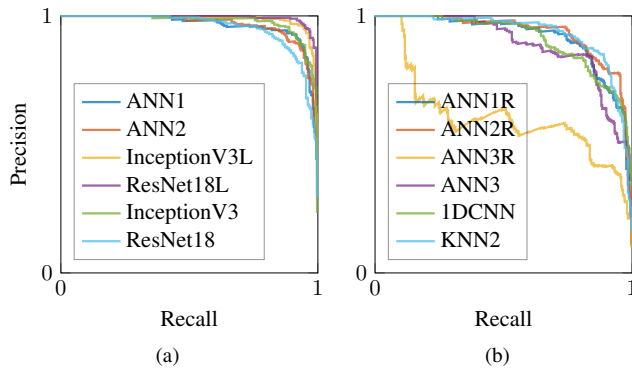 1
Precision
ANN1
ANN2
InceptionV3L
ResNet18L
InceptionV3
ResNet18
0
0
1
Recall
(a)
1
ANN1R
ANN2R
ANN3R
ANN3
1DCNN
KNN2
0
0
1
Recall
(b)